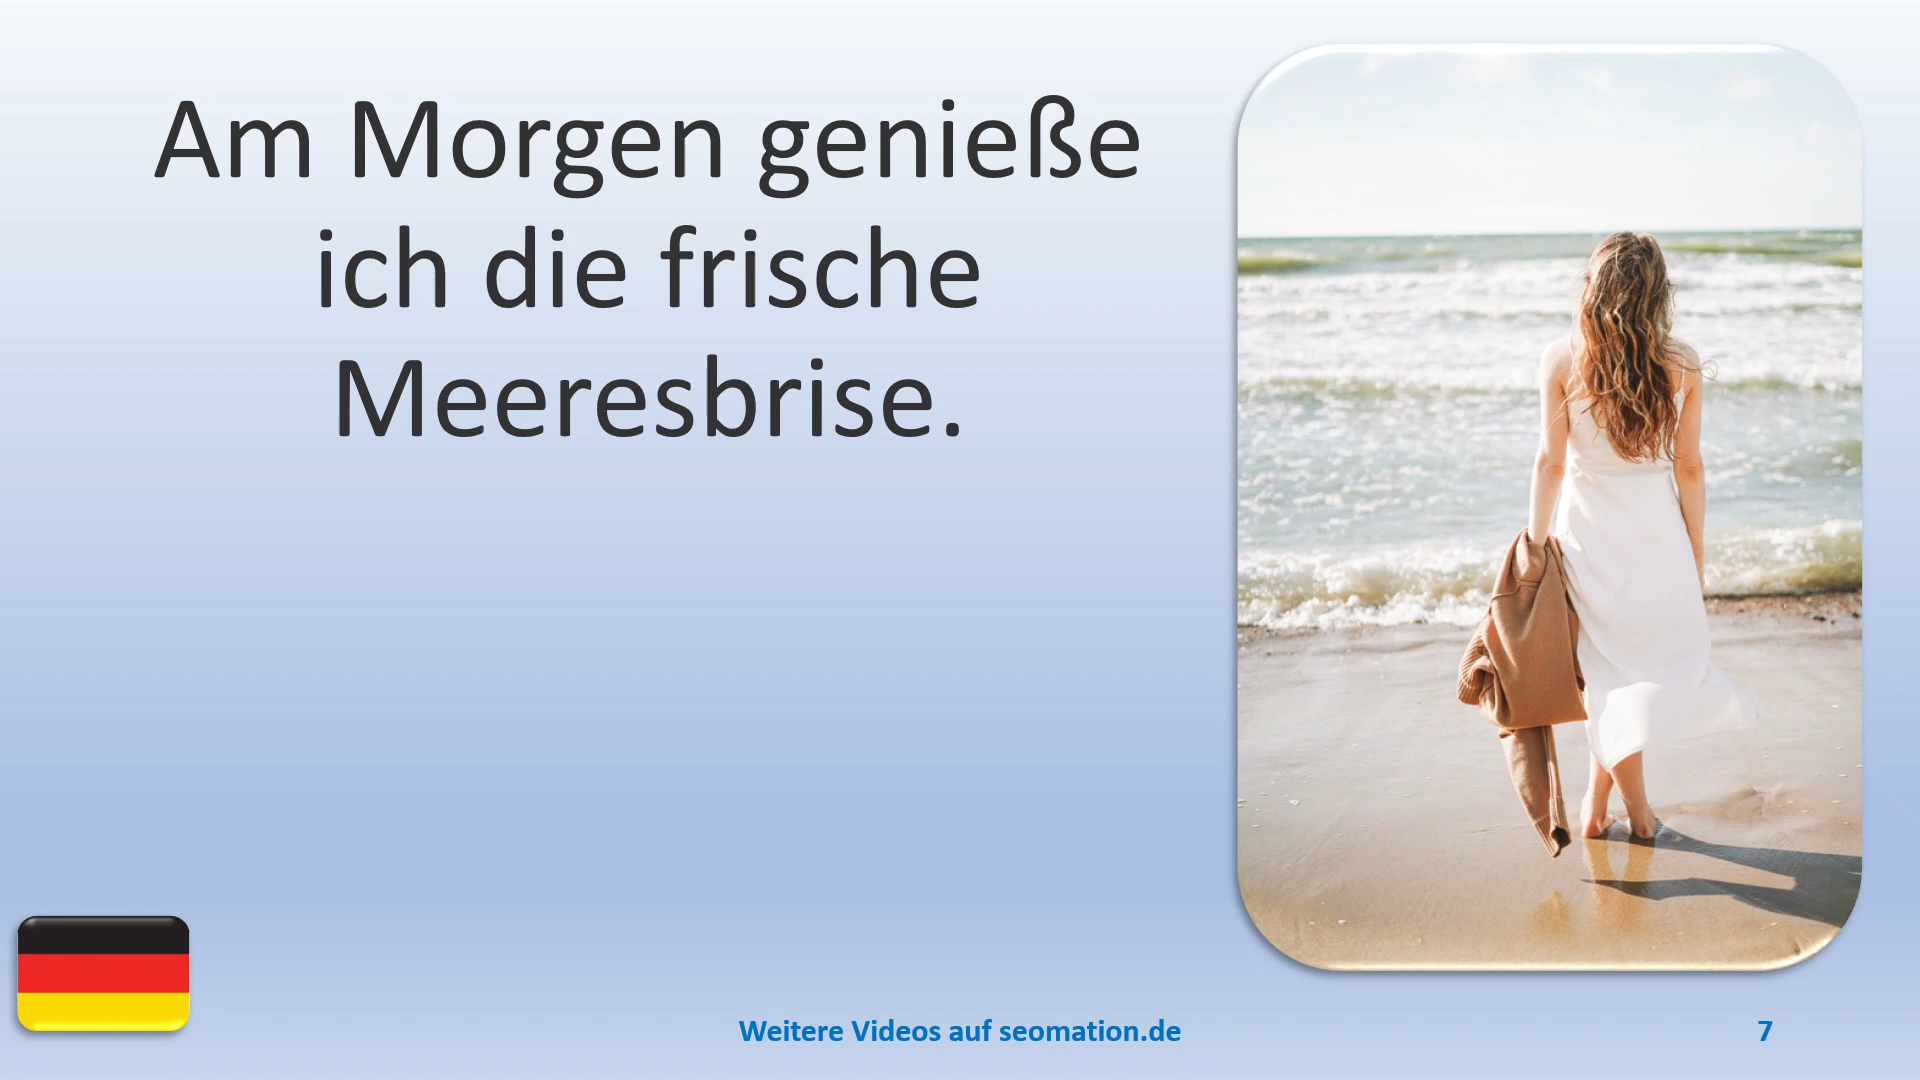 Am Morgen genieße
ich die frische
Meeresbrise.
Weitere Videos auf seomation.de
7